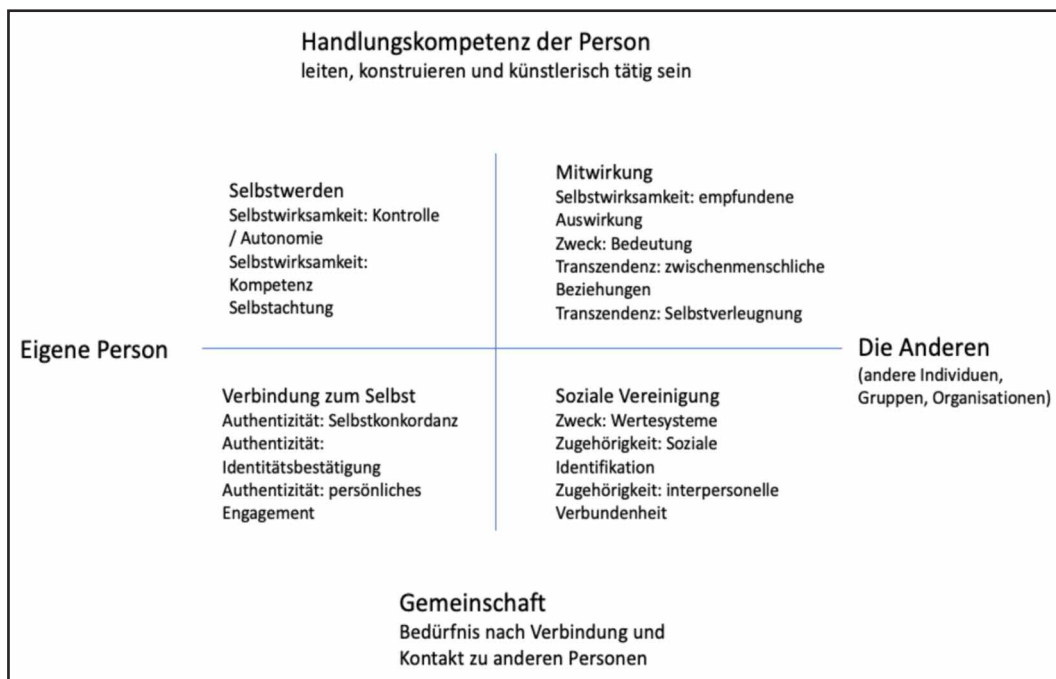 Handlungskompetenz der Person
leiten, konstruieren und künstlerisch tätig sein
Selbstwerden
Selbstwirksamkeit: Kontrolle
/ Autonomie
Selbstwirksamkeit:
Kompetenz
Selbstachtung
Mitwirkung
Selbstwirksamkeit: empfundene
Auswirkung
Zweck: Bedeutung
Transzendenz: zwischenmenschliche
Beziehungen
Transzendenz: Selbstverleugnung
Eigene Person
Die Anderen
(andere Individuen,
Gruppen, Organisationen)
Verbindung zum Selbst
Authentizität: Selbstkonkordanz
Authentizität:
Identitätsbestätigung
Authentizität: persönliches
Engagement
Soziale Vereinigung
Zweck: Wertesysteme
Zugehörigkeit: Soziale
Identifikation
Zugehörigkeit: interpersonelle
Verbundenheit
Gemeinschaft
Bedürfnis nach Verbindung und
Kontakt zu anderen Personen